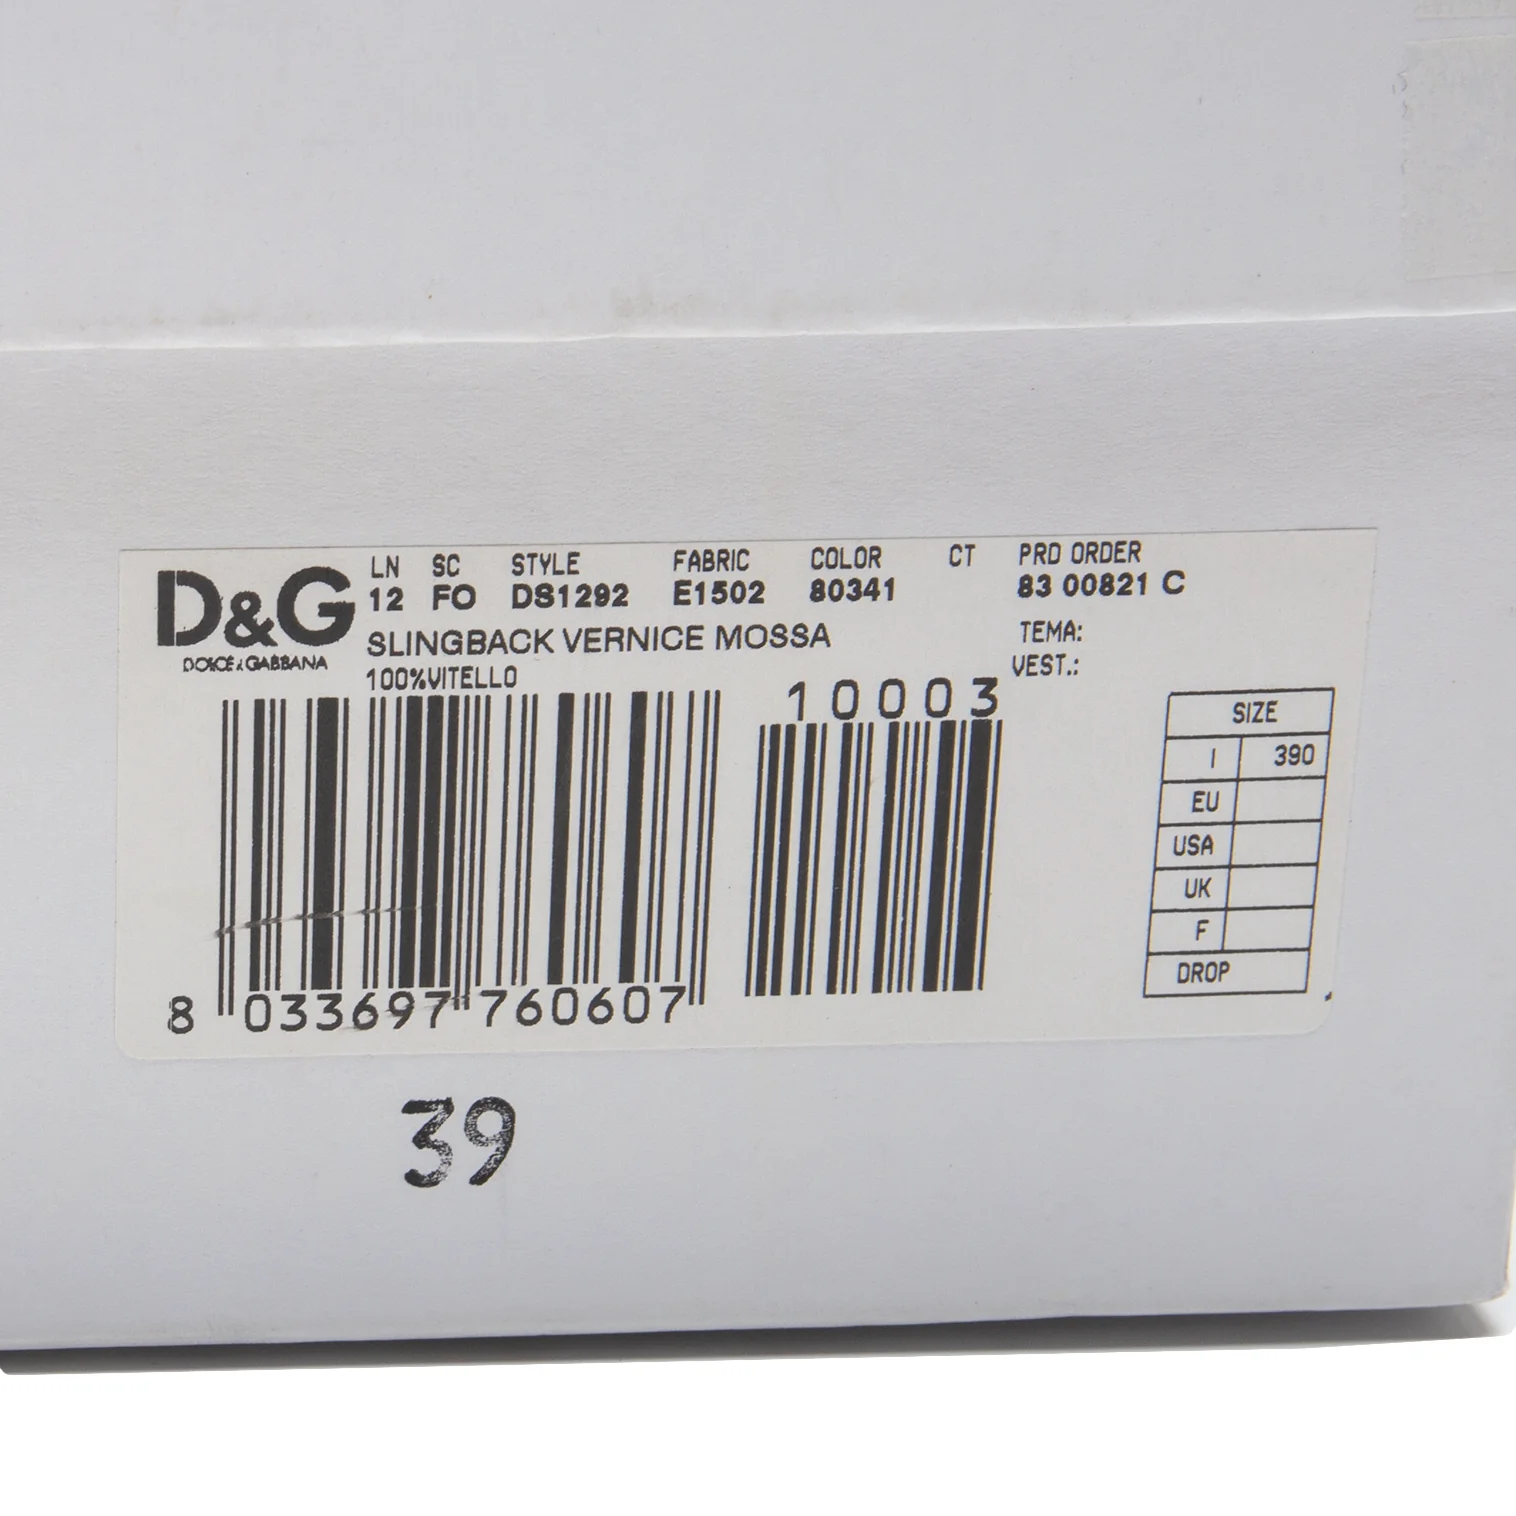 D&G
DOLCE & GABBANA
LN SC STYLE FABRIC COLOR CT PRD ORDER
12 FO DS1292 E1502 80341 83 00821 C
SLINGBACK VERNICE MOSSA
100%VITELLO
TEMA:
VEST.:
10003
8 033697 760607
SIZE
I 390
EU
USA
UK
F
DROP
39